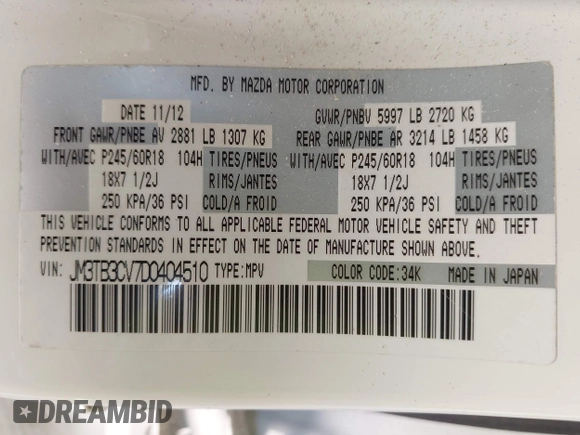 MFD. BY MAZDA MOTOR CORPORATION
DATE 11/12 GVWR/PNBV 5997 LB 2720 KG
FRONT GAWR/PNBE AV 2881 LB 1307 KG REAR GAWR/PNBE AR 3214 LB 1458 KG
WITH/AVEC P245/60R18 104H TIRES/PNEUS WITH/AVEC P245/60R18 104H TIRES/PNEUS
18X7 1/2J RIMS/JANTES 18X7 1/2J RIMS/JANTES
250 KPA/36 PSI COLD/A FROID 250 KPA/36 PSI COLD/A FROID
THIS VEHICLE CONFORMS TO ALL APPLICABLE FEDERAL MOTOR VEHICLE SAFETY AND THEFT
PREVENTION STANDARDS IN EFFECT ON THE DATE OF MANUFACTURE SHOWN ABOVE.
VIN: JM3TB3CV7D0404510 TYPE:MPV COLOR CODE:34K MADE IN JAPAN
DREAMBID